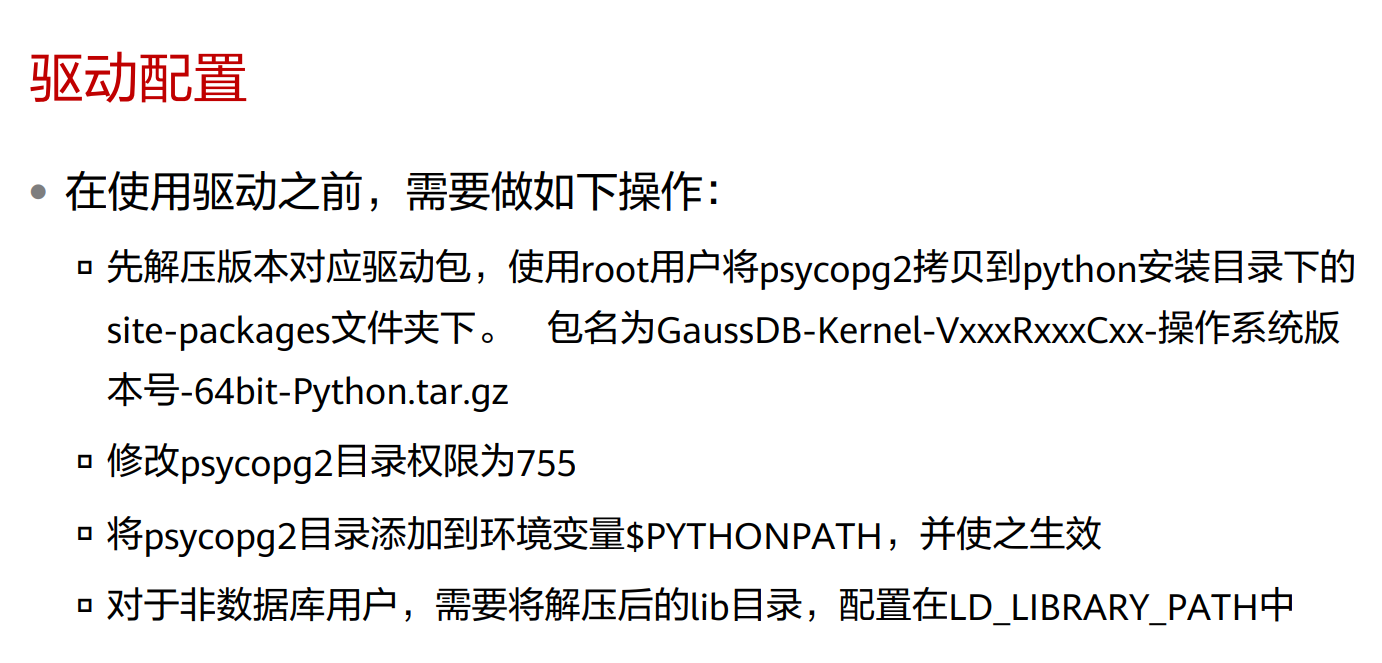 驱动配置
• 在使用驱动之前，需要做如下操作：
▫ 先解压版本对应驱动包，使用root用户将psycopg2拷贝到python安装目录下的
site-packages文件夹下。 包名为GaussDB-Kernel-VxxxRxxxCxx-操作系统版
本号-64bit-Python.tar.gz
▫ 修改psycopg2目录权限为755
▫ 将psycopg2目录添加到环境变量$PYTHONPATH，并使之生效
▫ 对于非数据库用户，需要将解压后的lib目录，配置在LD_LIBRARY_PATH中